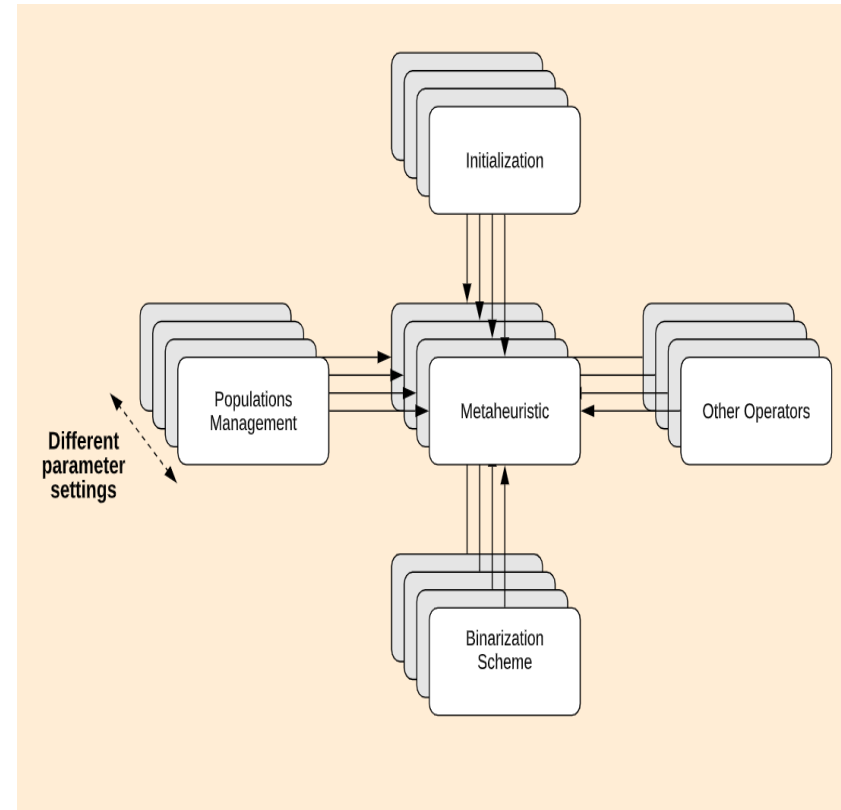 Initialization
Populations
Management
Metaheuristic
Other Operators
Different
parameter
settings
Binarization
Scheme